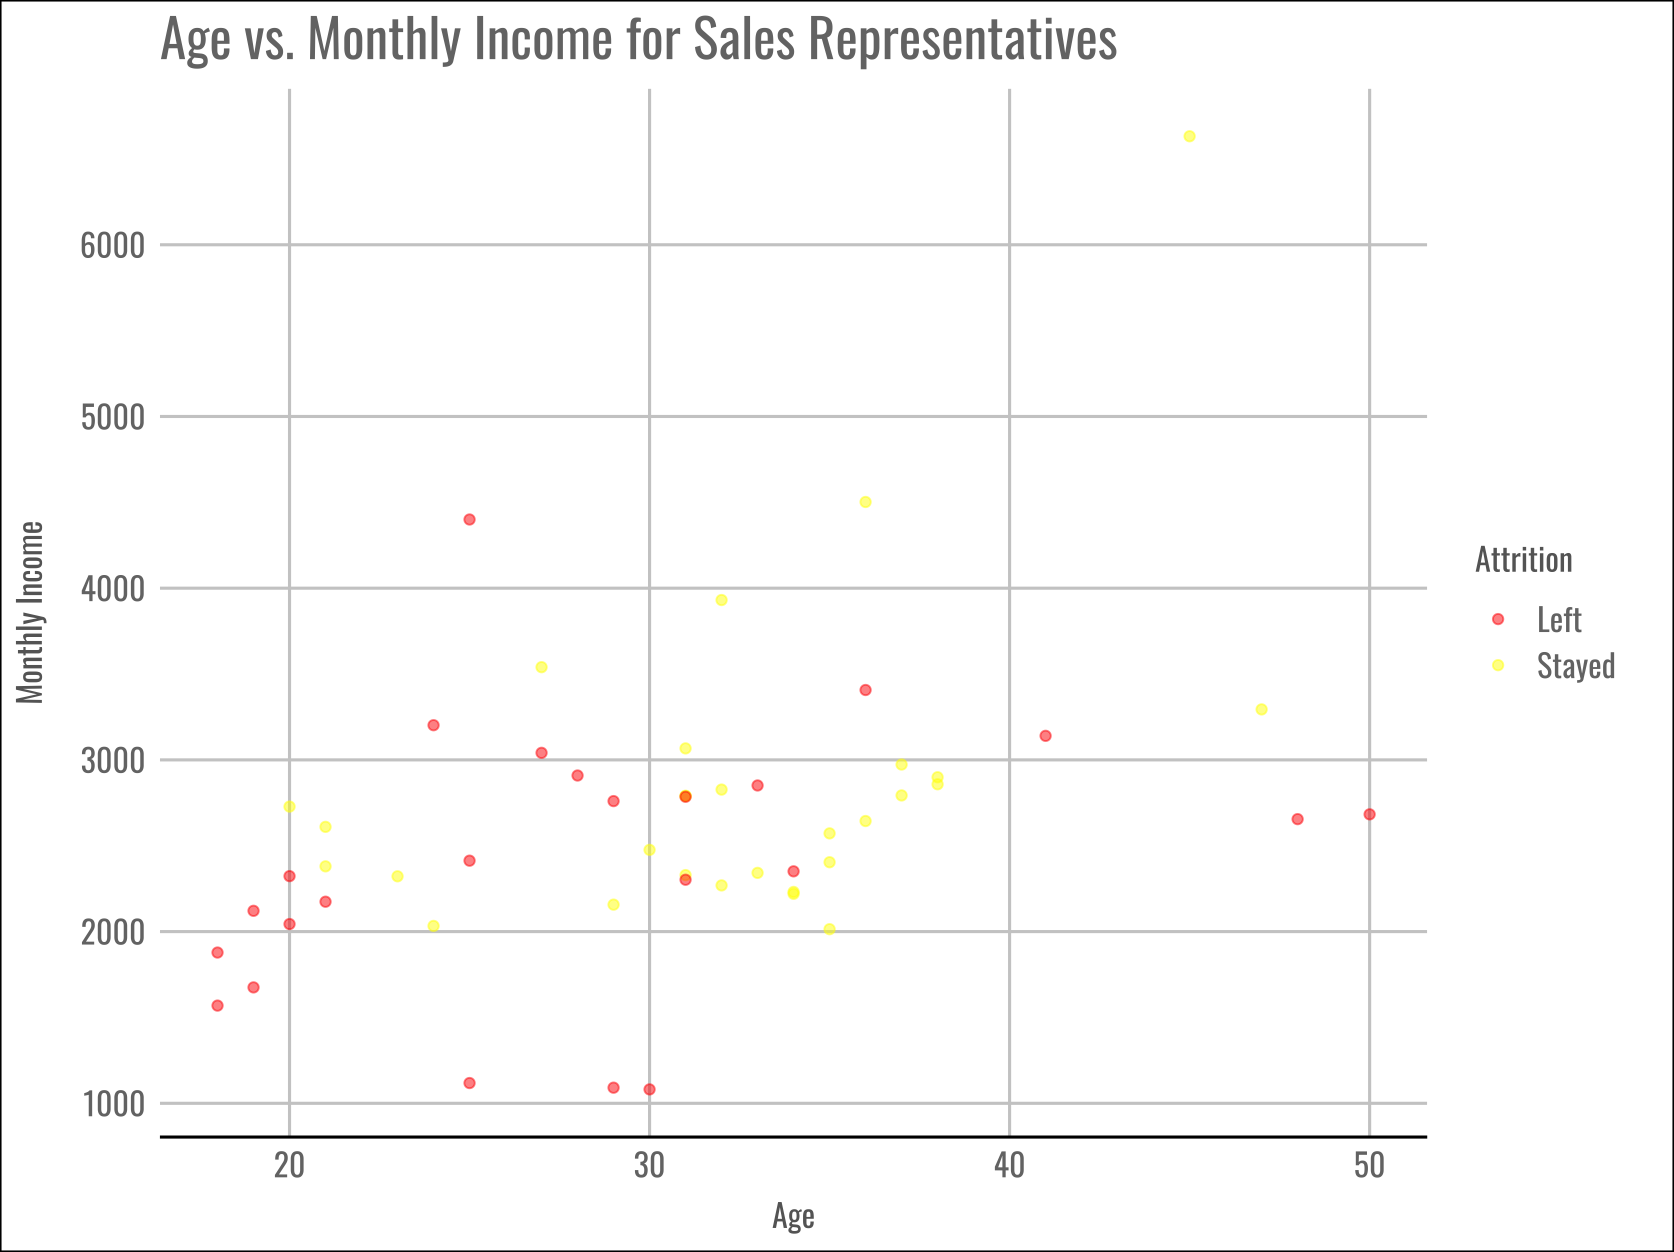 Age vs. Monthly Income for Sales Representatives
6000
5000
4000
3000
2000
1000
Monthly Income
20
30
40
50
Age
Attrition
Left
Stayed